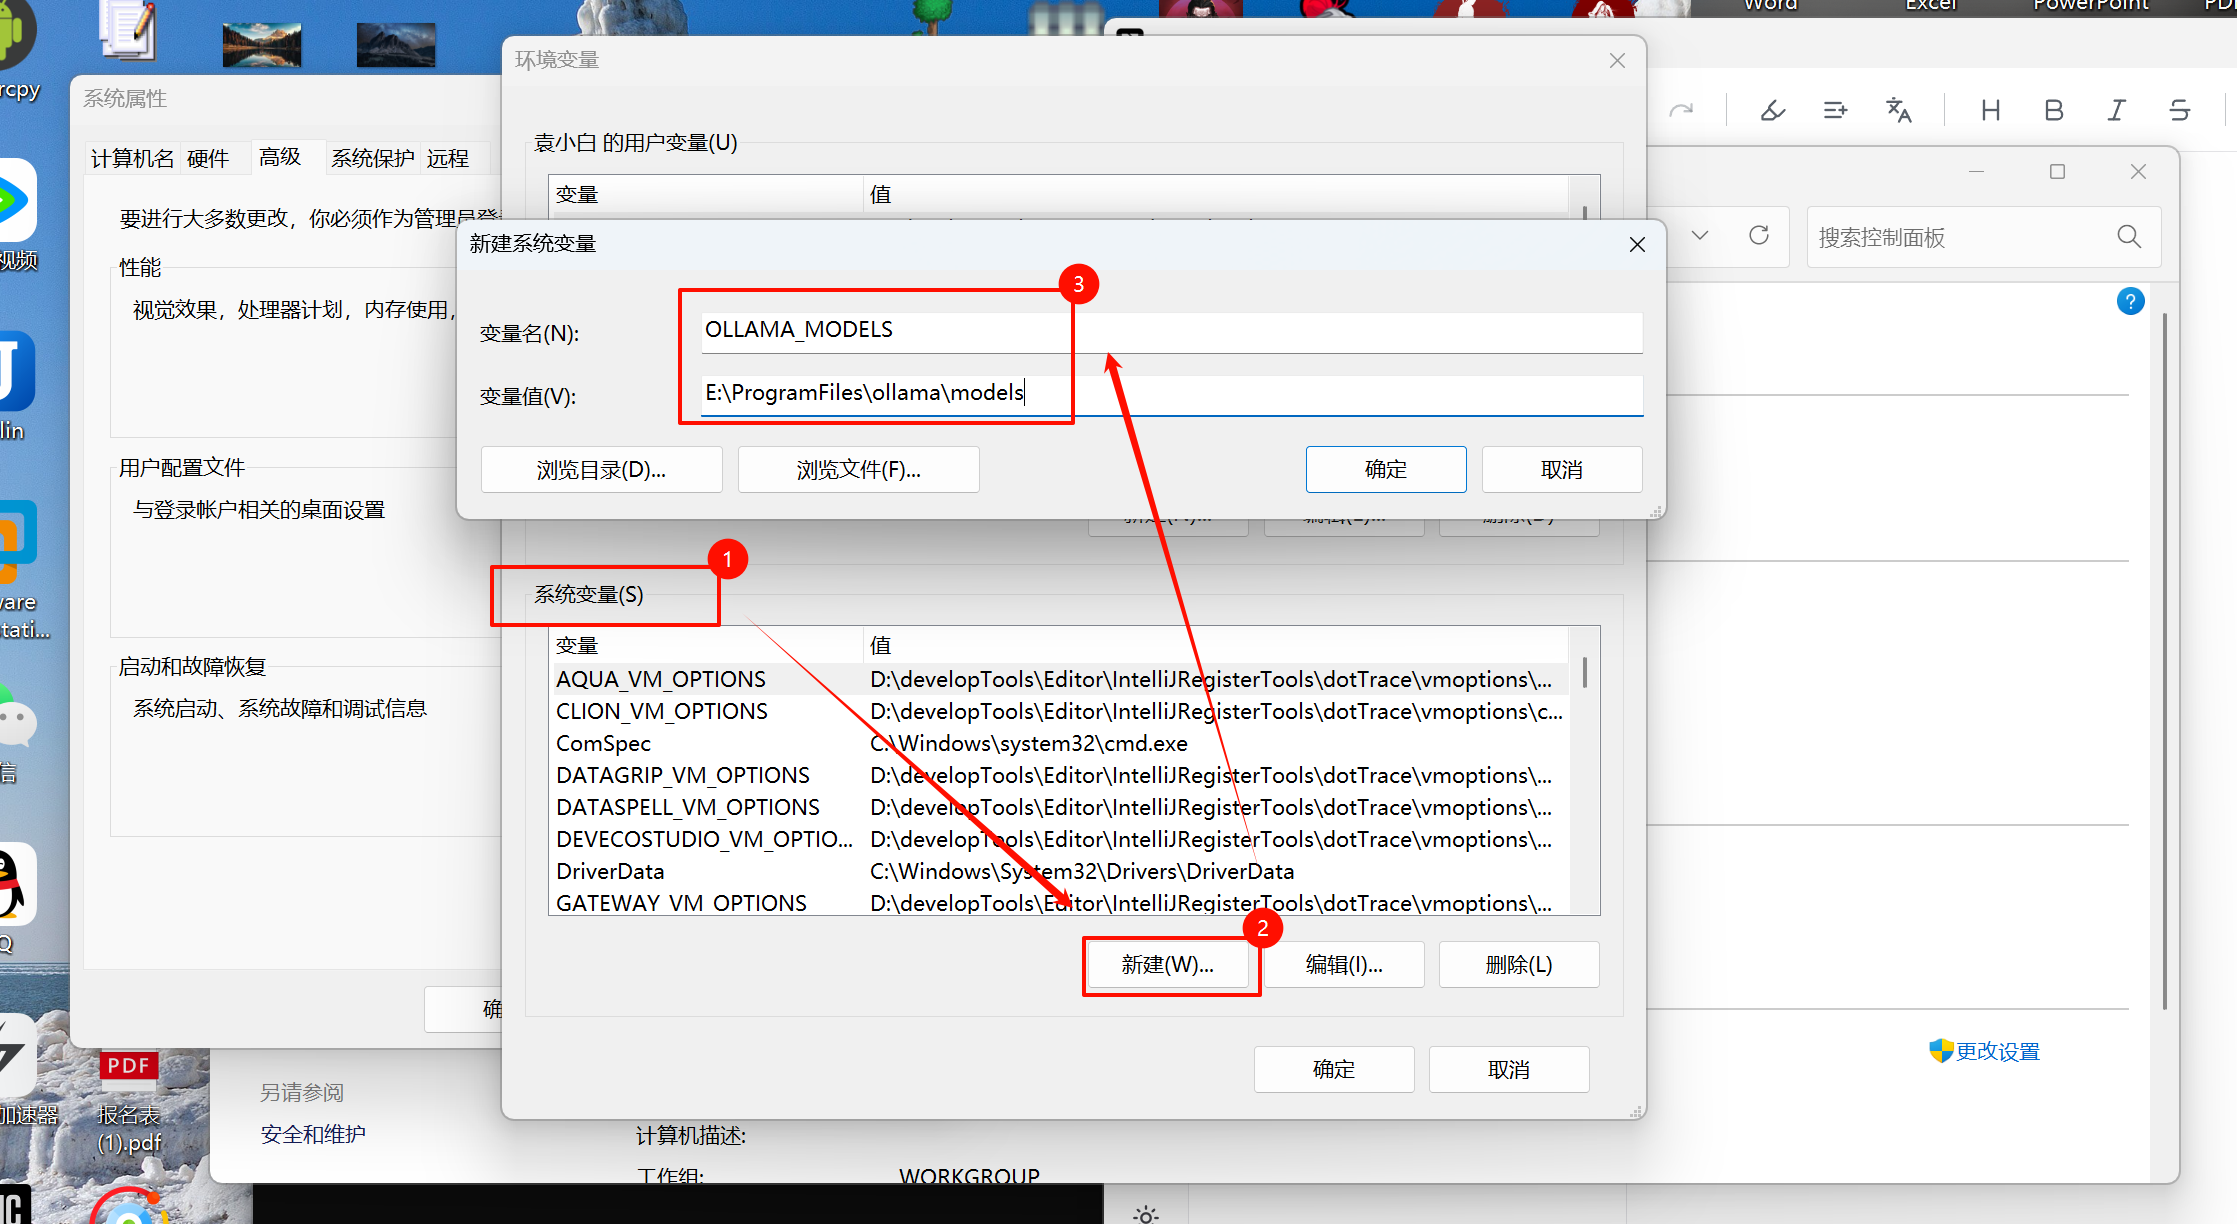 Word
Excel
PowerPoint
rcpy
环境变量
系统属性
袁小白 的用户变量(U)
计算机名
硬件
高级
系统保护
远程
变量
值
H
B
I
S
要进行大多数更改，你必须作为管理员登
新建系统变量
搜索控制面板
视频
性能
视觉效果，处理器计划，内存使用，
3
?
变量名(N):
OLLAMA_MODELS
变量值(V):
E:\ProgramFiles\ollama\models
lin
用户配置文件
浏览目录(D)...
浏览文件(F)...
确定
取消
与登录帐户相关的桌面设置
1
系统变量(S)
ware
tati...
变量
值
启动和故障恢复
AQUA_VM_OPTIONS
D:\developTools\Editor\IntelliJRegisterTools\dotTrace\vmoptions\...
系统启动、系统故障和调试信息
CLION_VM_OPTIONS
D:\developTools\Editor\IntelliJRegisterTools\dotTrace\vmoptions\c...
ComSpec
C:\Windows\system32\cmd.exe
信
DATAGRIP_VM_OPTIONS
D:\developTools\Editor\IntelliJRegisterTools\dotTrace\vmoptions\...
DATASPELL_VM_OPTIONS
D:\developTools\Editor\IntelliJRegisterTools\dotTrace\vmoptions\...
DEVECOSTUDIO_VM_OPTIO...
D:\developTools\Editor\IntelliJRegisterTools\dotTrace\vmoptions\...
DriverData
C:\Windows\System32\Drivers\DriverData
GATEWAY_VM_OPTIONS
D:\developTools\Editor\IntelliJRegisterTools\dotTrace\vmoptions\...
2
Q
新建(W)...
编辑(I)...
删除(L)
确
更改设置
PDF
确定
取消
另请参阅
加速器
报名表
(1).pdf
安全和维护
计算机描述:
工作组:
WORKGROUP